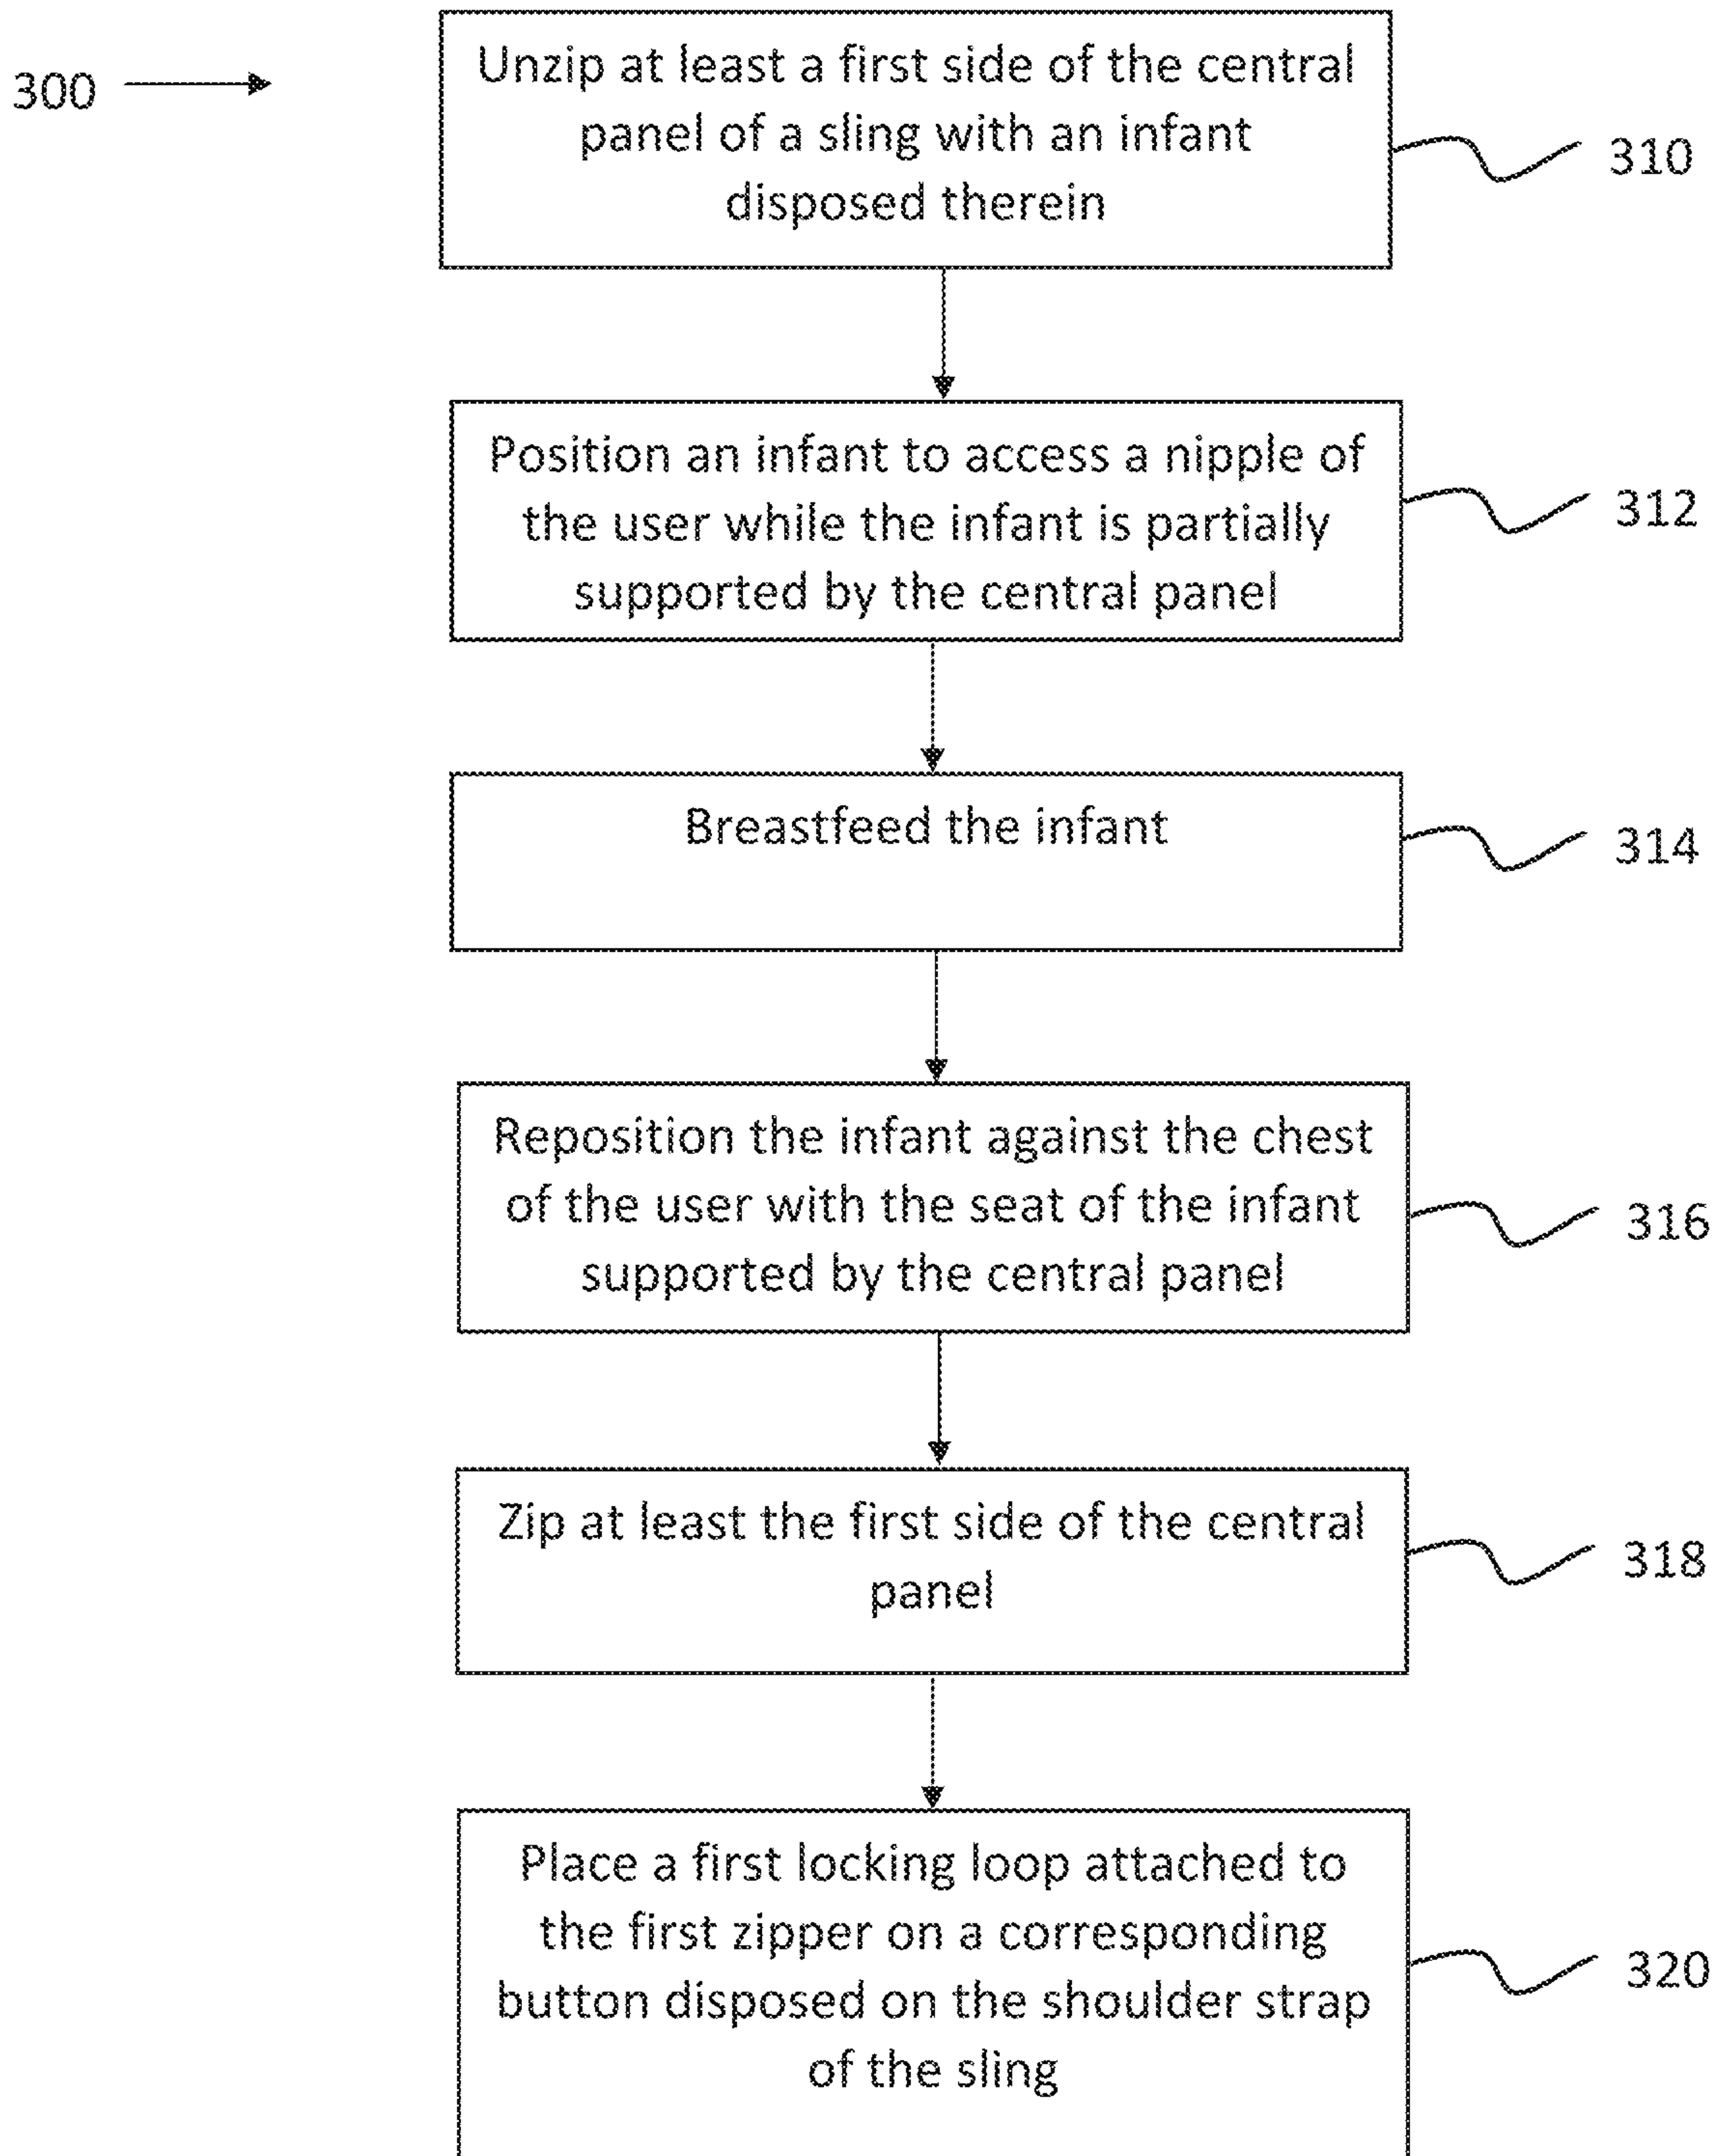 300
Unzip at least a first side of the central
panel of a sling with an infant
disposed therein
310
Position an infant to access a nipple of
the user while the infant is partially
supported by the central panel
312
Breastfeed the infant
314
Reposition the infant against the chest
of the user with the seat of the infant
supported by the central panel
316
Zip at least the first side of the central
panel
318
Place a first locking loop attached to
the first zipper on a corresponding
button disposed on the shoulder strap
of the sling
320